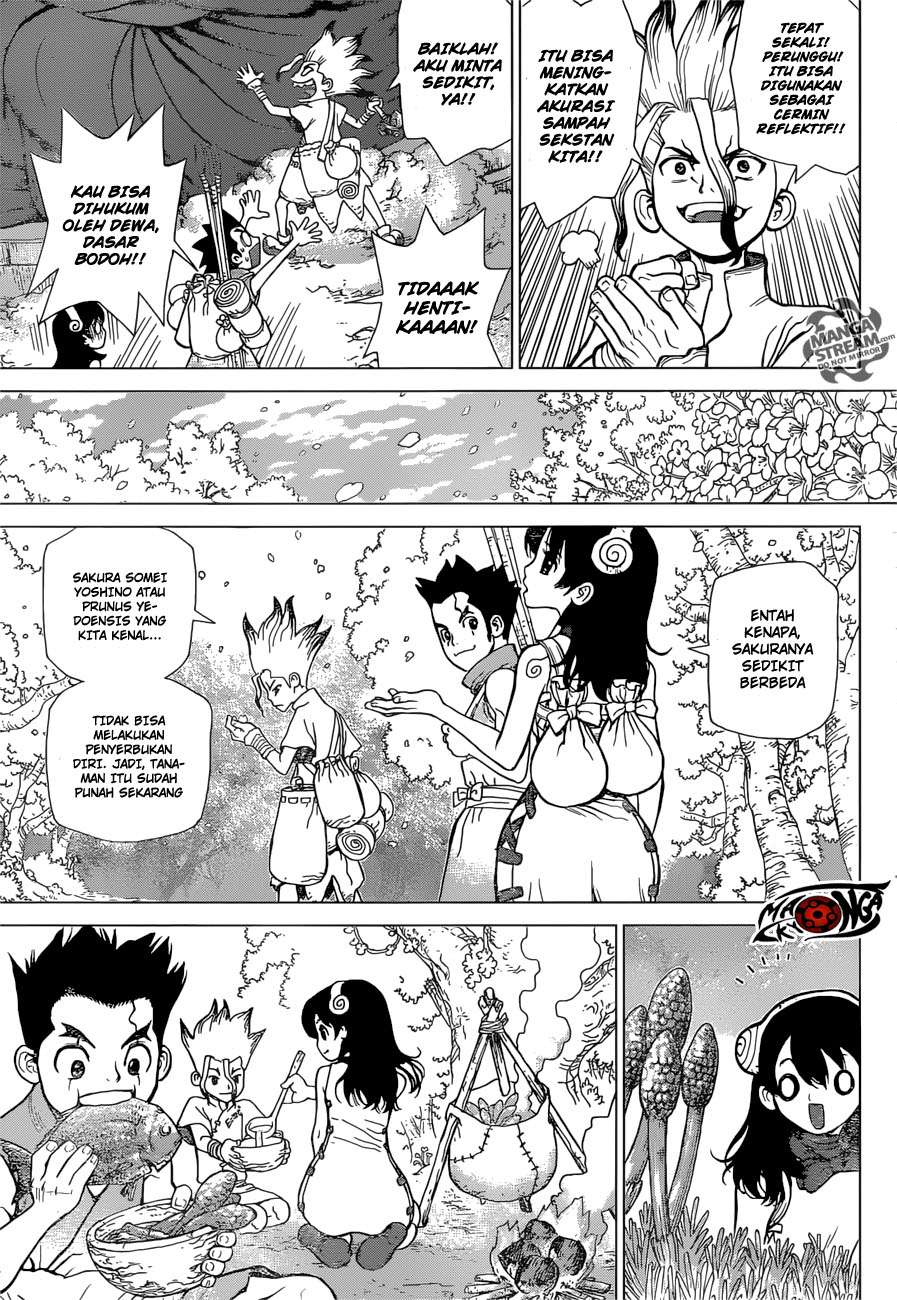 TEPAT
SEKALI!
PERUNGGU!
ITU BISA
DIGUNAKAN
SEBAGAI
CERMIN
REFLEKTIF!!
ITU BISA
MENING-
KATKAN
AKURASI
SAMPAH
SEKSTAN
KITA!!
BAIKLAH!
AKU MINTA
SEDIKIT,
YA!!
TIDAAAK
HENTI-
KAAAAN!
KAU BISA
DIHUKUM
OLEH DEWA,
DASAR
BODOH!!
MANGA
STREAM.com
DO NOT MIRROR
ENTAH
KENAPA,
SAKURANYA
SEDIKIT
BERBEDA
SAKURA SOMEI
YOSHINO ATAU
PRUNUS YE-
DOENSIS YANG
KITA KENAL...
TIDAK BISA
MELAKUKAN
PENYERBUKAN
DIRI. JADI, TANA-
MAN ITU SUDAH
PUNAH SEKARANG
MANGA
KYO